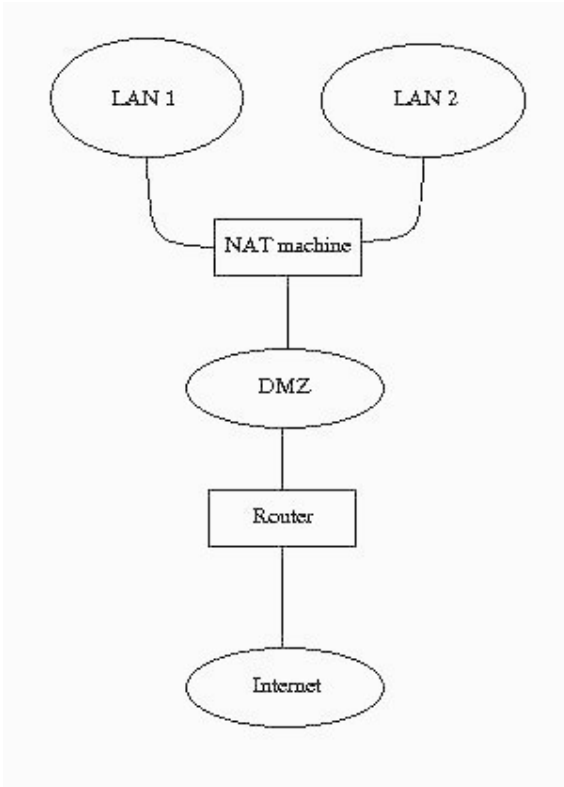 LAN 1
LAN 2
NAT machine
DMZ
Router
Internet